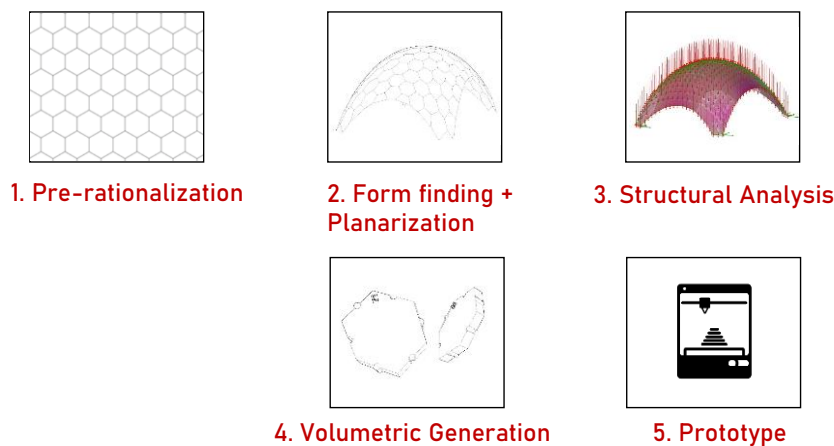 1. Pre-rationalization
2. Form finding +
Planarization
3. Structural Analysis
4. Volumetric Generation
5. Prototype